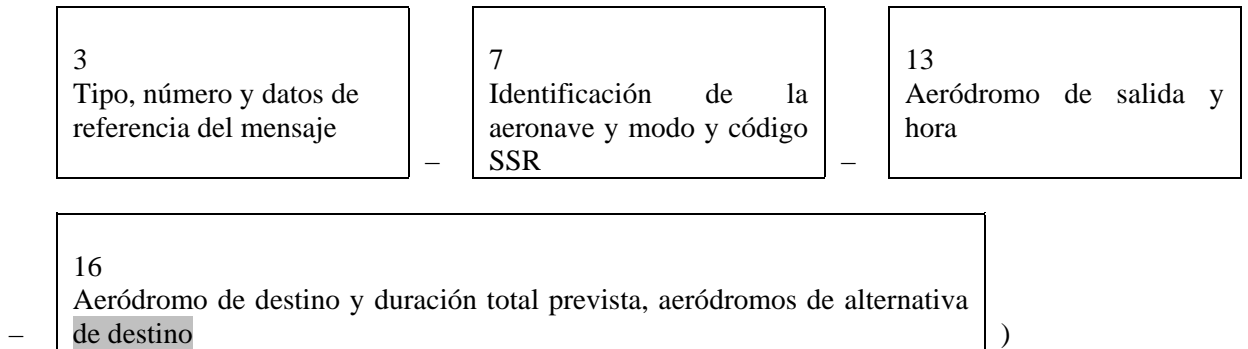 3
Tipo, número y datos de
referencia del mensaje
–
7
Identificación de la
aeronave y modo y código
SSR
–
13
Aeródromo de salida y
hora
–
16
Aeródromo de destino y duración total prevista, aeródromos de alternativa
de destino
)